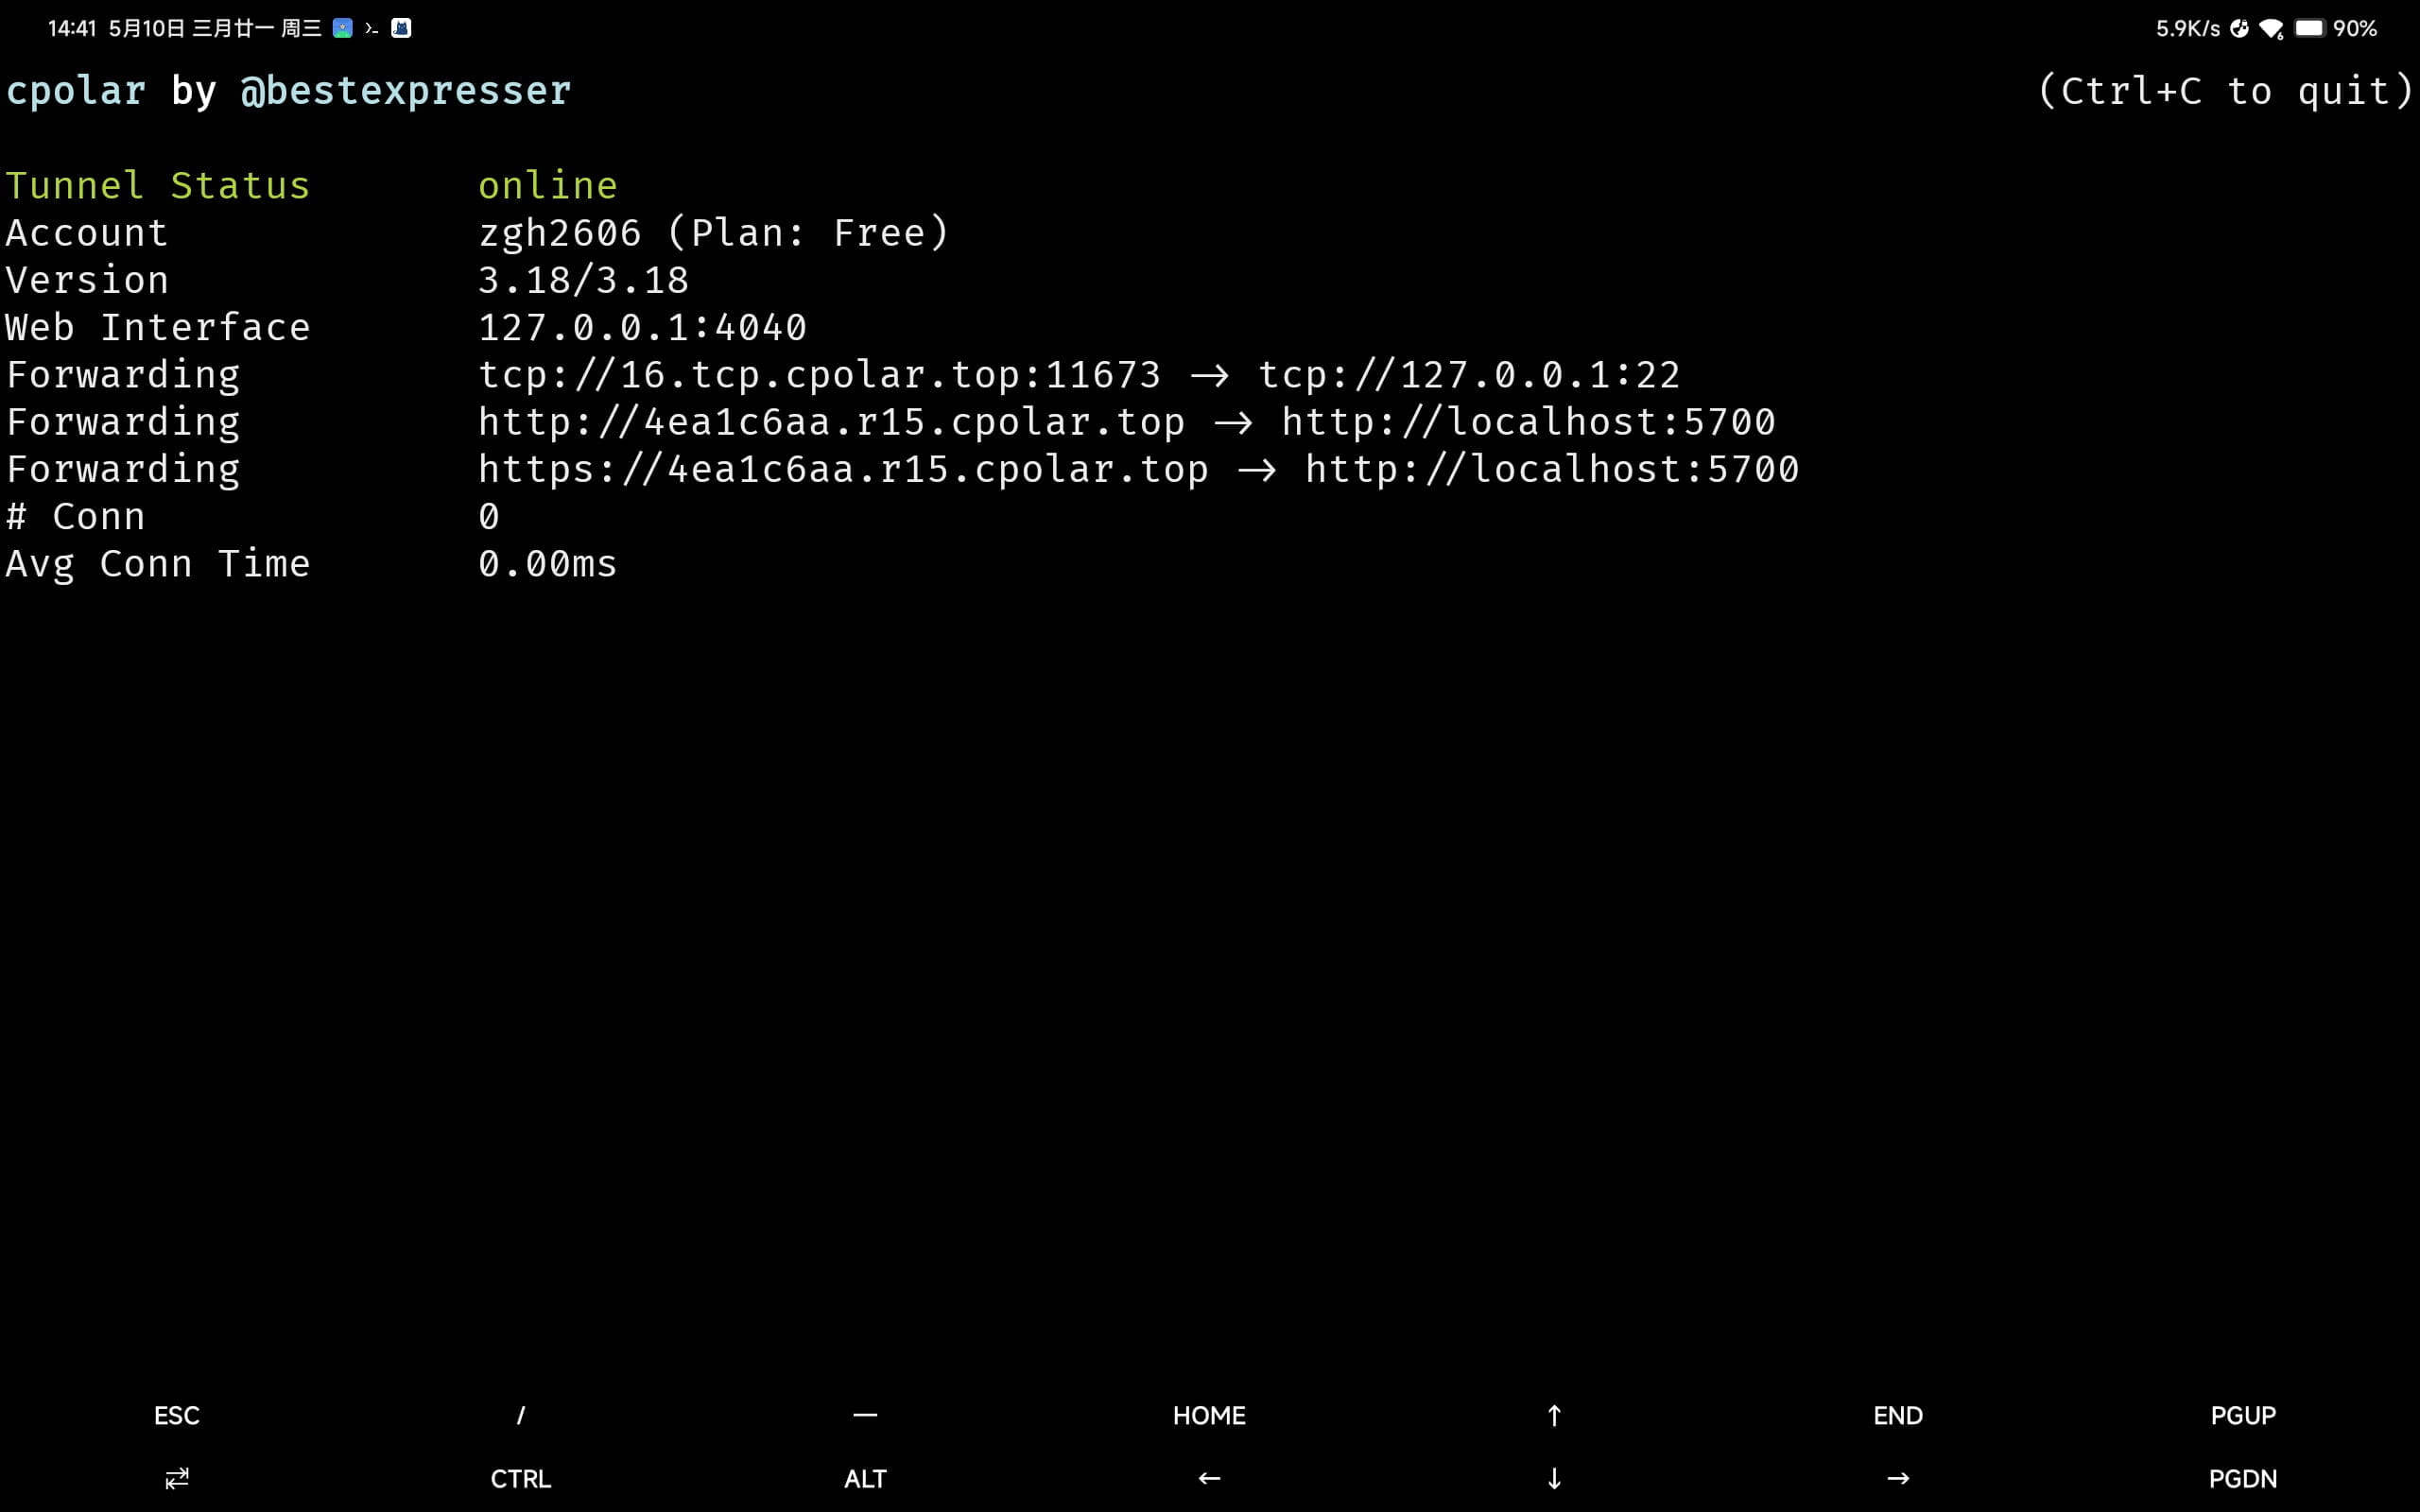 14:41 5月10日 三月廿一 周三 5.9K/s 90%
cpolar by @bestexpresser (Ctrl+C to quit)
Tunnel Status online
Account zgh2606 (Plan: Free)
Version 3.18/3.18
Web Interface 127.0.0.1:4040
Forwarding tcp://16.tcp.cpolar.top:11673 -> tcp://127.0.0.1:22
Forwarding http://4ea1c6aa.r15.cpolar.top -> http://localhost:5700
Forwarding https://4ea1c6aa.r15.cpolar.top -> http://localhost:5700
# Conn 0
Avg Conn Time 0.00ms
ESC / — HOME ↑ END PGUP
⇄ CTRL ALT ← ↓ → PGDN